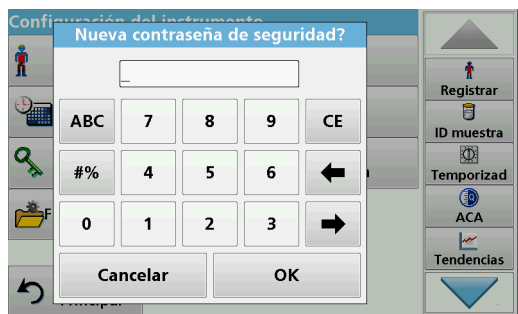 Configuración del instrumento
Nueva contraseña de seguridad?
_
ABC 7 8 9 CE
#% 4 5 6
0 1 2 3
Cancelar OK
Principal
Registrar
ID muestra
Temporizad
ACA
Tendencias